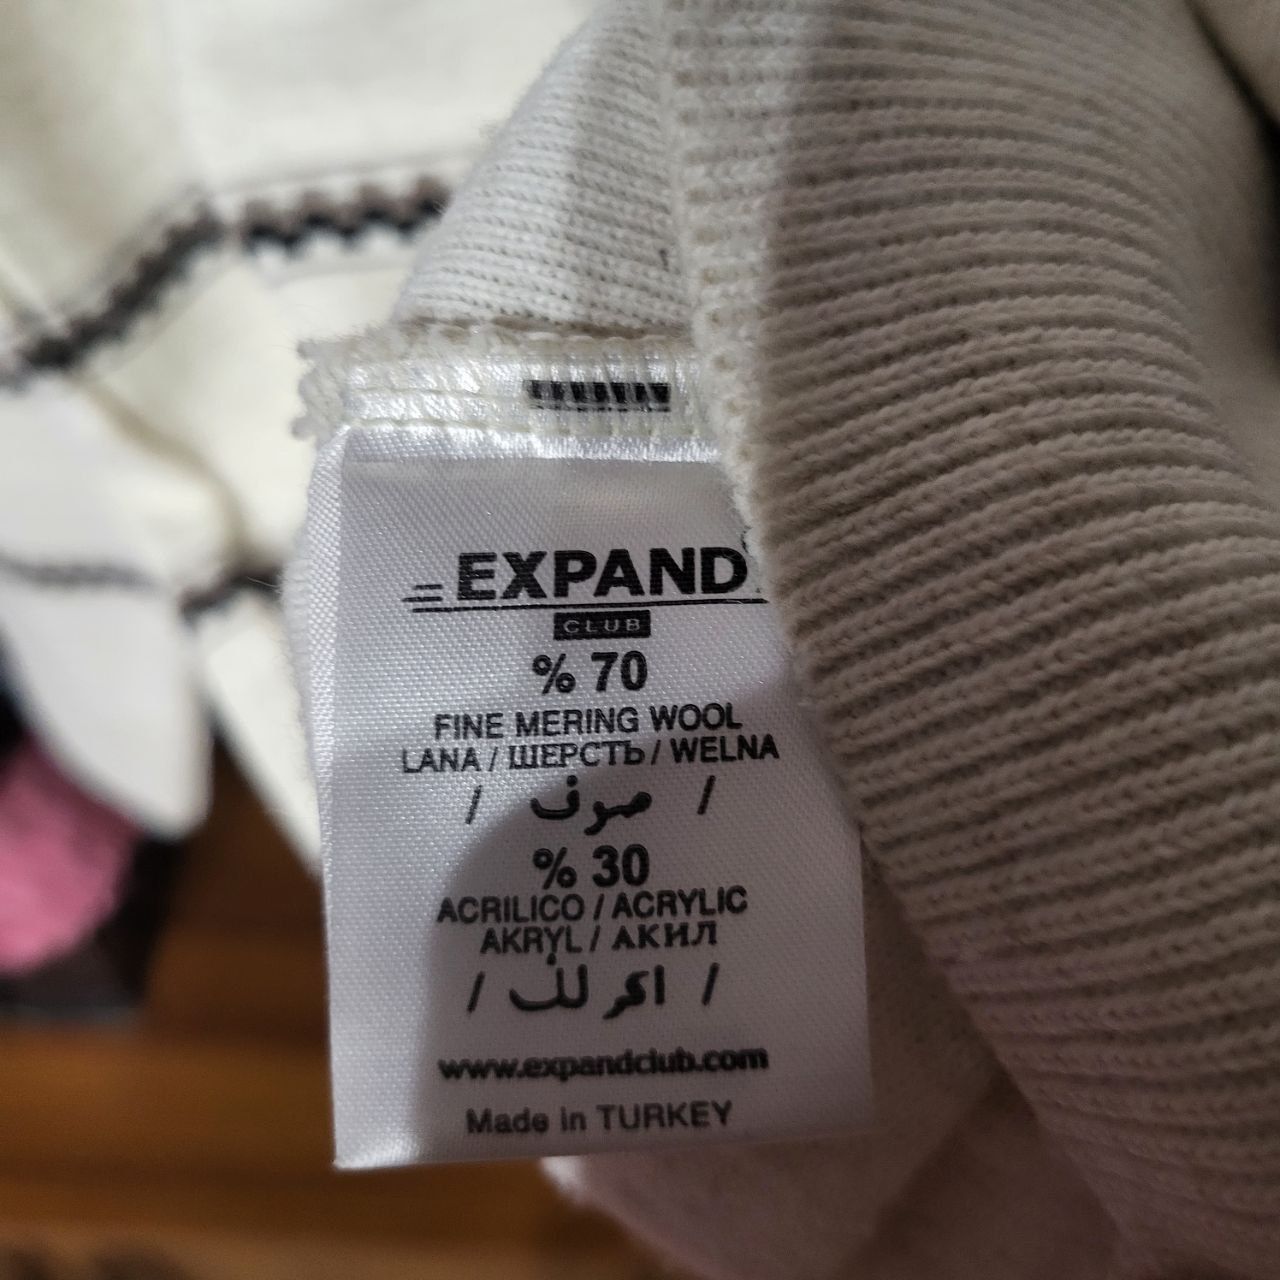 EXPAND
CLUB
% 70
FINE MERING WOOL
LANA / ШЕРСТЬ / WELNA
/ صوف /
% 30
ACRILICO / ACRYLIC
AKRYL / АКИЛ
/ اكرلك /
www.expandclub.com
Made in TURKEY